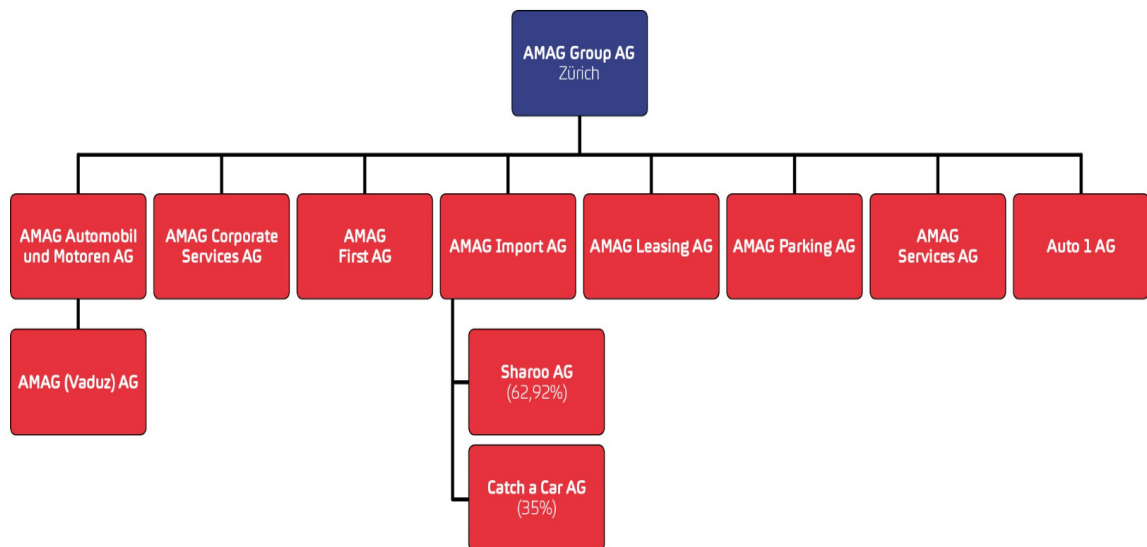 AMAG Group AG
Zürich
AMAG Automobil
und Motoren AG
AMAG Corporate
Services AG
AMAG
First AG
AMAG Import AG
AMAG Leasing AG
AMAG Parking AG
AMAG
Services AG
Auto 1 AG
AMAG (Vaduz) AG
Sharoo AG
(62,92%)
Catch a Car AG
(35%)